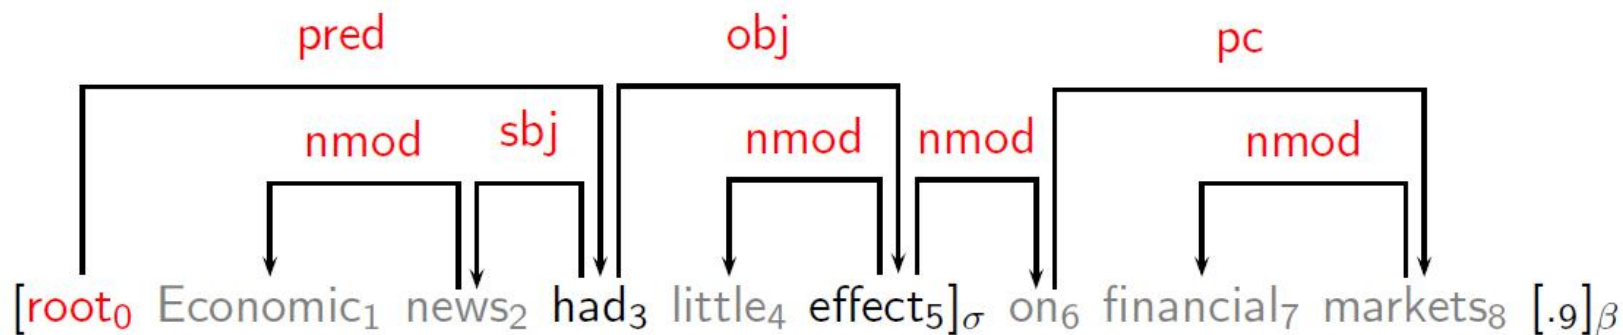 pred obj pc
nmod sbj nmod nmod nmod
[root₀ Economic₁ news₂ had₃ little₄ effect₅]σ on₆ financial₇ markets₈ [.₉]β